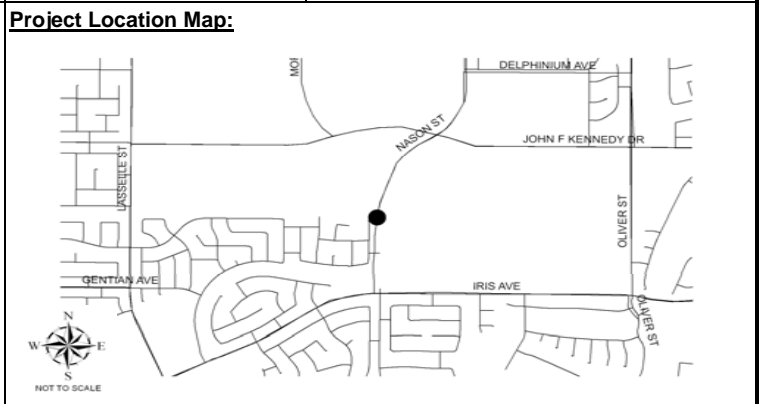 Project Location Map:
DELPHINIUM AVE
NASON ST
JOHN F KENNEDY DR
LASSELLE ST
OLIVER ST
GENTIAN AVE
IRIS AVE
OLIVER ST
N
W E
S
NOT TO SCALE